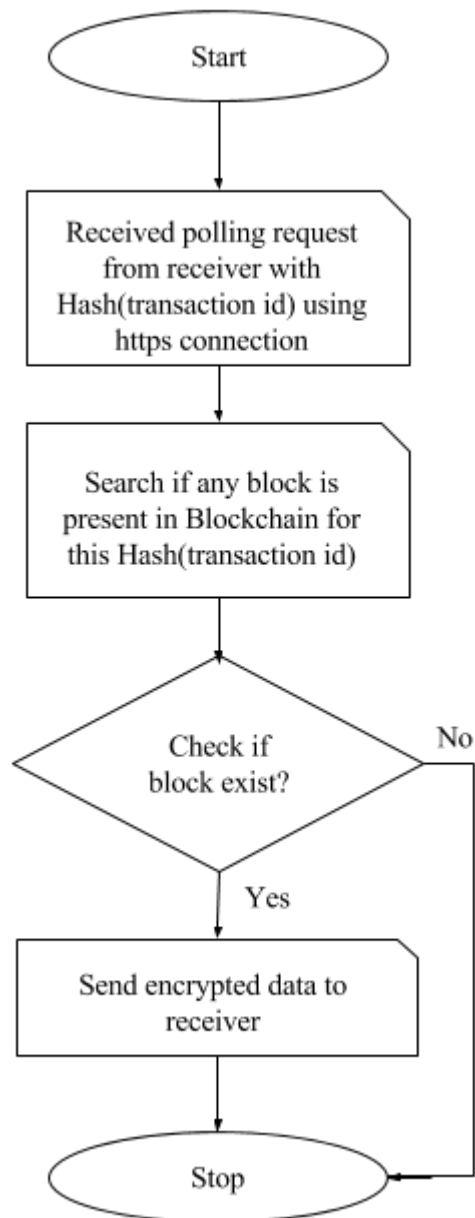 Start
Received polling request
from receiver with
Hash(transaction id) using
https connection
Search if any block is
present in Blockchain for
this Hash(transaction id)
Check if
block exist?
No
Yes
Send encrypted data to
receiver
Stop